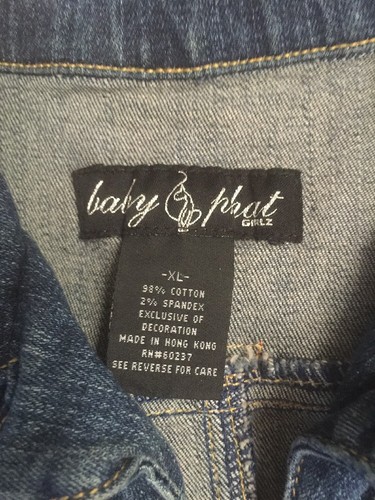 baby phat
GIRLZ
-XL-
98% COTTON
2% SPANDEX
EXCLUSIVE OF
DECORATION
MADE IN HONG KONG
RN#60237
SEE REVERSE FOR CARE